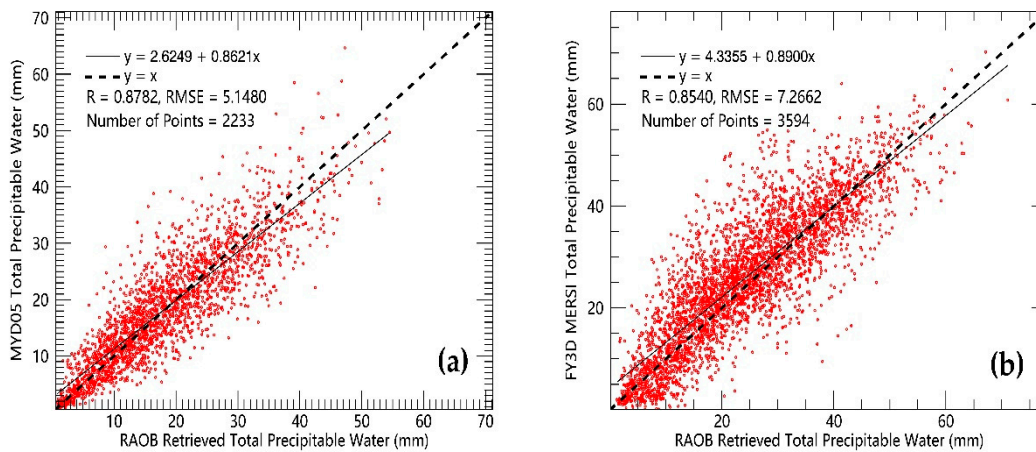 70
60
50
40
30
20
10
MYD05 Total Precipitable Water (mm)
y = 2.6249 + 0.8621x
y = x
R = 0.8782, RMSE = 5.1480
Number of Points = 2233
(a)
10 20 30 40 50 60 70
RAOB Retrieved Total Precipitable Water (mm)
60
40
20
FY3D MERSI Total Precipitable Water (mm)
y = 4.3355 + 0.8900x
y = x
R = 0.8540, RMSE = 7.2662
Number of Points = 3594
(b)
20 40 60
RAOB Retrieved Total Precipitable Water (mm)